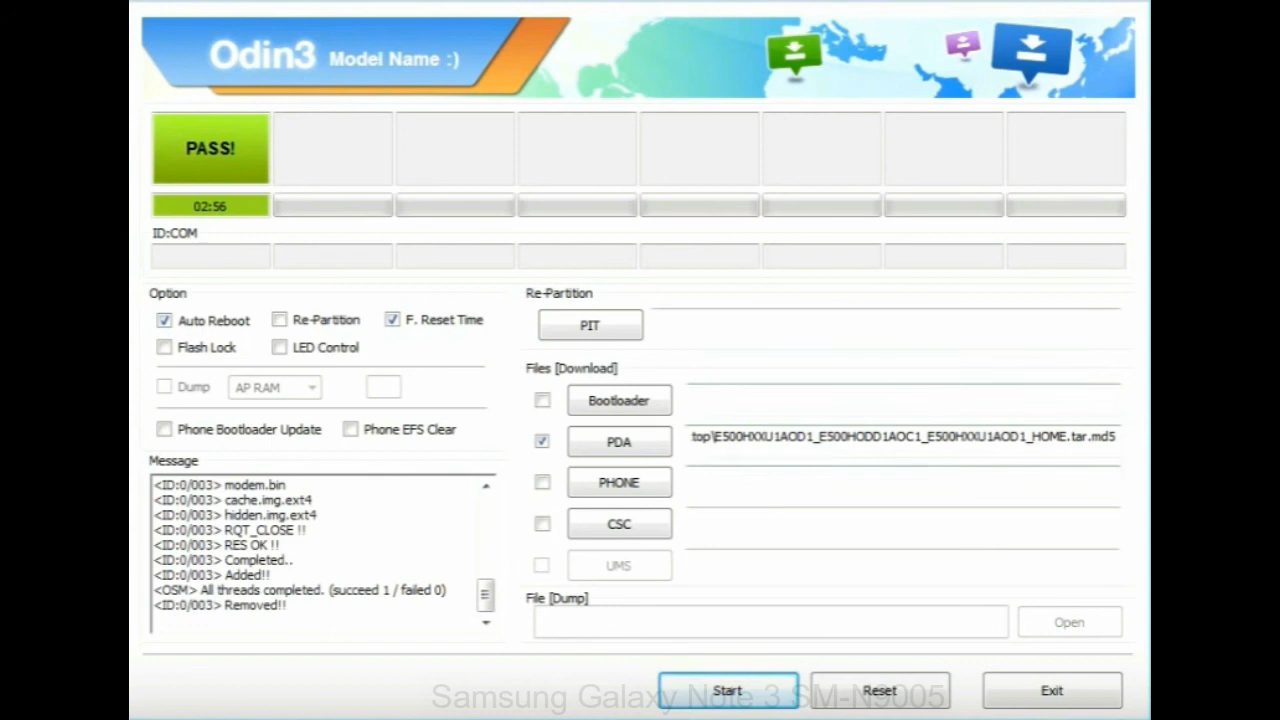 Odin3 Model Name :)
PASS!
02:56
ID:COM
Option
Auto Reboot
Re-Partition
F. Reset Time
Flash Lock
LED Control
Dump
AP RAM
Phone Bootloader Update
Phone EFS Clear
Message
<ID:0/003> modem.bin
<ID:0/003> cache.img.ext4
<ID:0/003> hidden.img.ext4
<ID:0/003> RQT_CLOSE !!
<ID:0/003> RES OK !!
<ID:0/003> Completed..
<ID:0/003> Added!!
<OSM> All threads completed. (succeed 1 / failed 0)
<ID:0/003> Removed!!
Re-Partition
PIT
Files [Download]
Bootloader
PDA
top\E500HXXU1AOD1_E500HODD1AOC1_E500HXXU1AOD1_HOME.tar.md5
PHONE
CSC
UMS
File [Dump]
Open
Start
Reset
Exit
Samsung Galaxy Note 3 SM-N9005